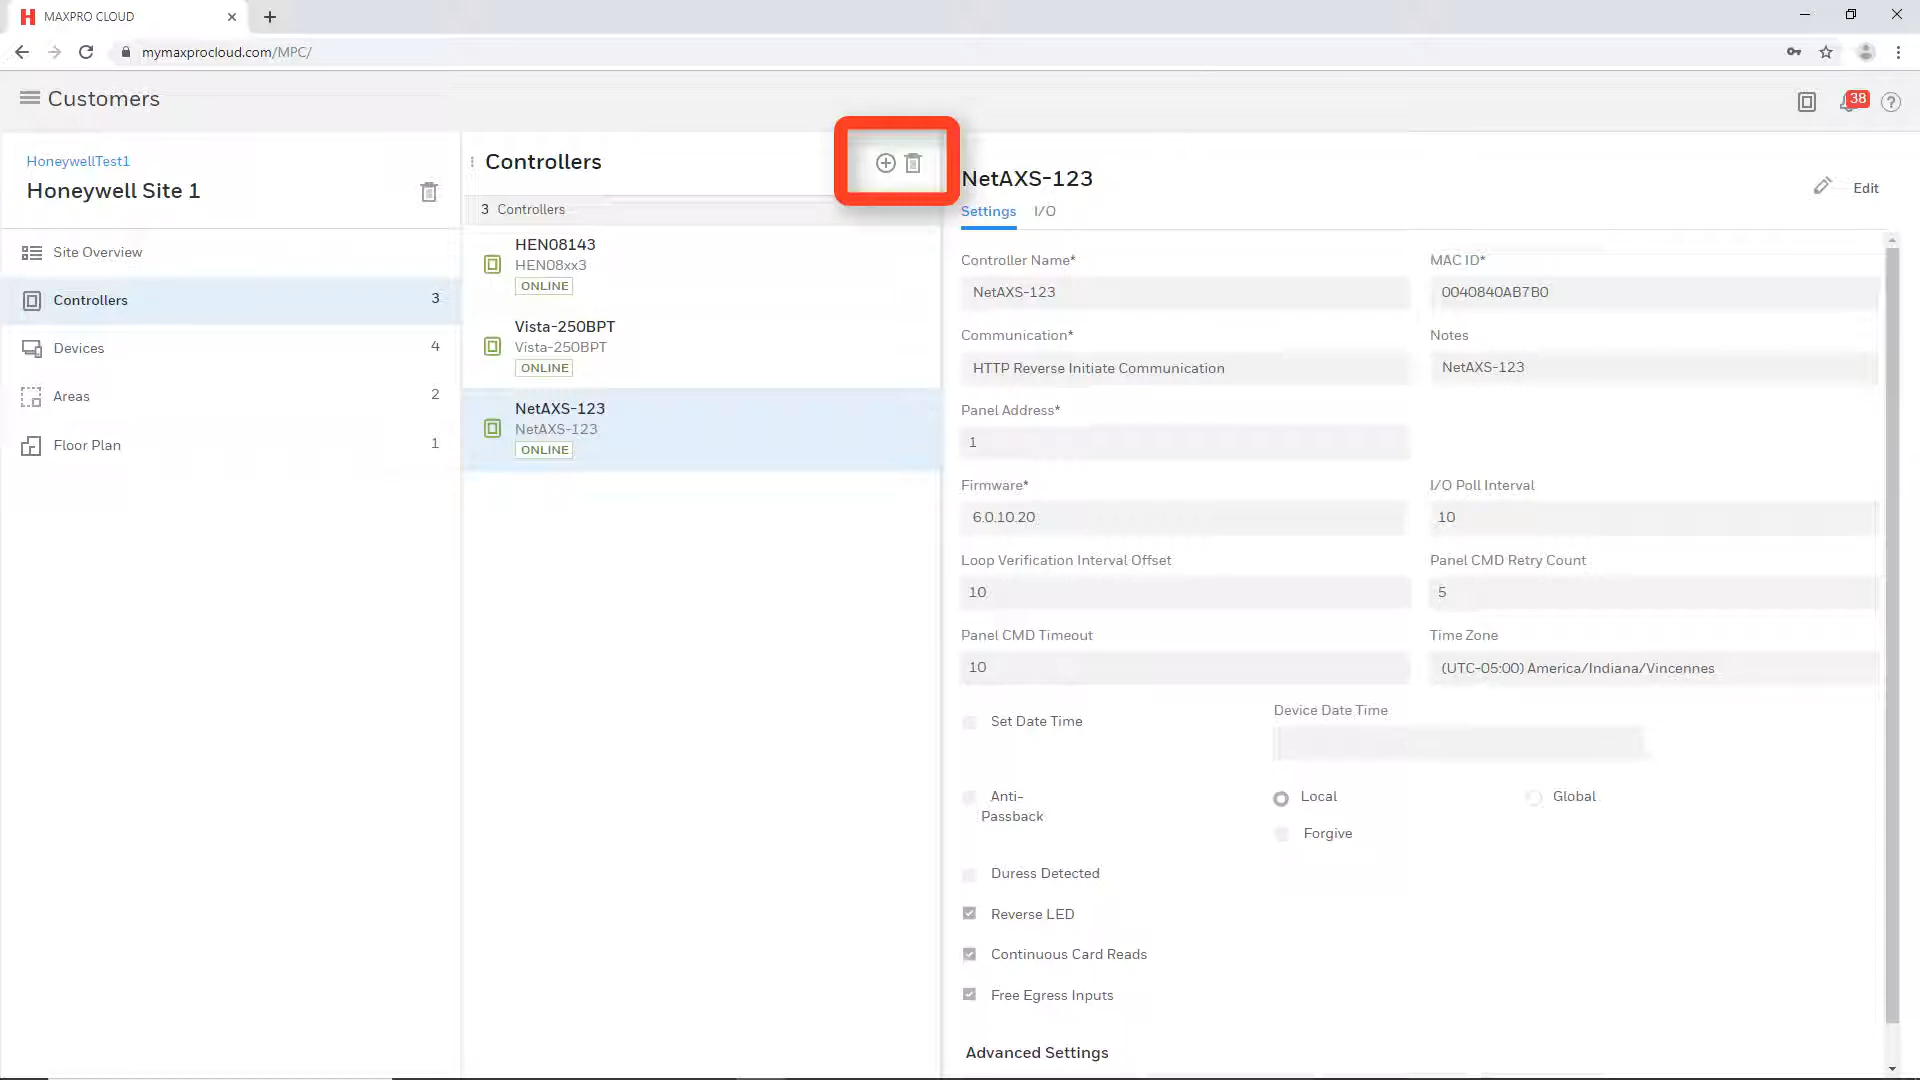 MAXPRO CLOUD
mymaxprocloud.com/MPC/
Customers
38
HoneywellTest1
Honeywell Site 1
Site Overview
Controllers 3
Devices 4
Areas 2
Floor Plan 1
Controllers
3 Controllers
HEN08143
HEN08xx3
ONLINE
Vista-250BPT
Vista-250BPT
ONLINE
NetAXS-123
NetAXS-123
ONLINE
NetAXS-123
Edit
Settings I/O
Controller Name* MAC ID*
NetAXS-123 0040840AB7B0
Communication* Notes
HTTP Reverse Initiate Communication NetAXS-123
Panel Address*
1
Firmware* I/O Poll Interval
6.0.10.20 10
Loop Verification Interval Offset Panel CMD Retry Count
10 5
Panel CMD Timeout Time Zone
10 (UTC-05:00) America/Indiana/Vincennes
Set Date Time Device Date Time
Anti-
Passback
Local Global
Forgive
Duress Detected
Reverse LED
Continuous Card Reads
Free Egress Inputs
Advanced Settings